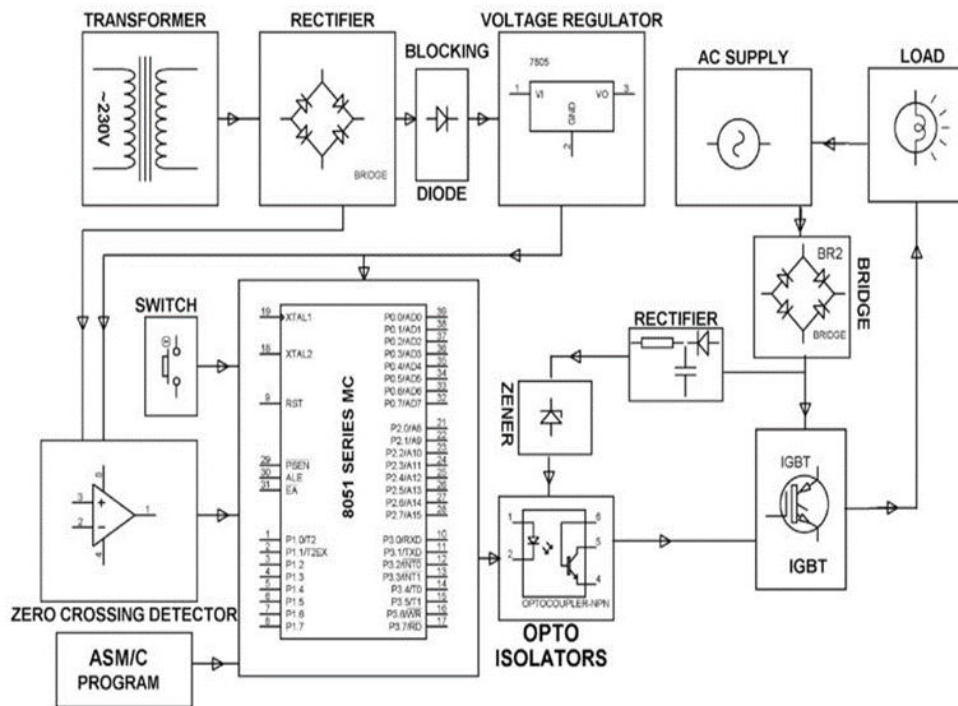 TRANSFORMER
RECTIFIER
BLOCKING
DIODE
VOLTAGE REGULATOR
AC SUPPLY
LOAD
~230V
BRIDGE
7805
1
VI
VO
3
GND
2
BR2
BRIDGE
BRIDGE
SWITCH
RECTIFIER
ZENER
8051 SERIES MC
19 XTAL1
18 XTAL2
9 RST
29 PSEN
30 ALE
31 EA
1 P1.0/T2
2 P1.1/T2EX
3 P1.2
4 P1.3
5 P1.4
6 P1.5
7 P1.6
8 P1.7
P0.0/AD0 39
P0.1/AD1 38
P0.2/AD2 37
P0.3/AD3 36
P0.4/AD4 35
P0.5/AD5 34
P0.6/AD6 33
P0.7/AD7 32
P2.0/A8 21
P2.1/A9 22
P2.2/A10 23
P2.3/A11 24
P2.4/A12 25
P2.5/A13 26
P2.6/A14 27
P2.7/A15 28
P3.0/RXD 10
P3.1/TXD 11
P3.2/INT0 12
P3.3/INT1 13
P3.4/T0 14
P3.5/T1 15
P3.6/WR 16
P3.7/RD 17
3
+
2
−
8
4
1
ZERO CROSSING DETECTOR
ASM/C
PROGRAM
1
2
6
5
4
OPTOCOUPLER-NPN
OPTO
ISOLATORS
IGBT
IGBT